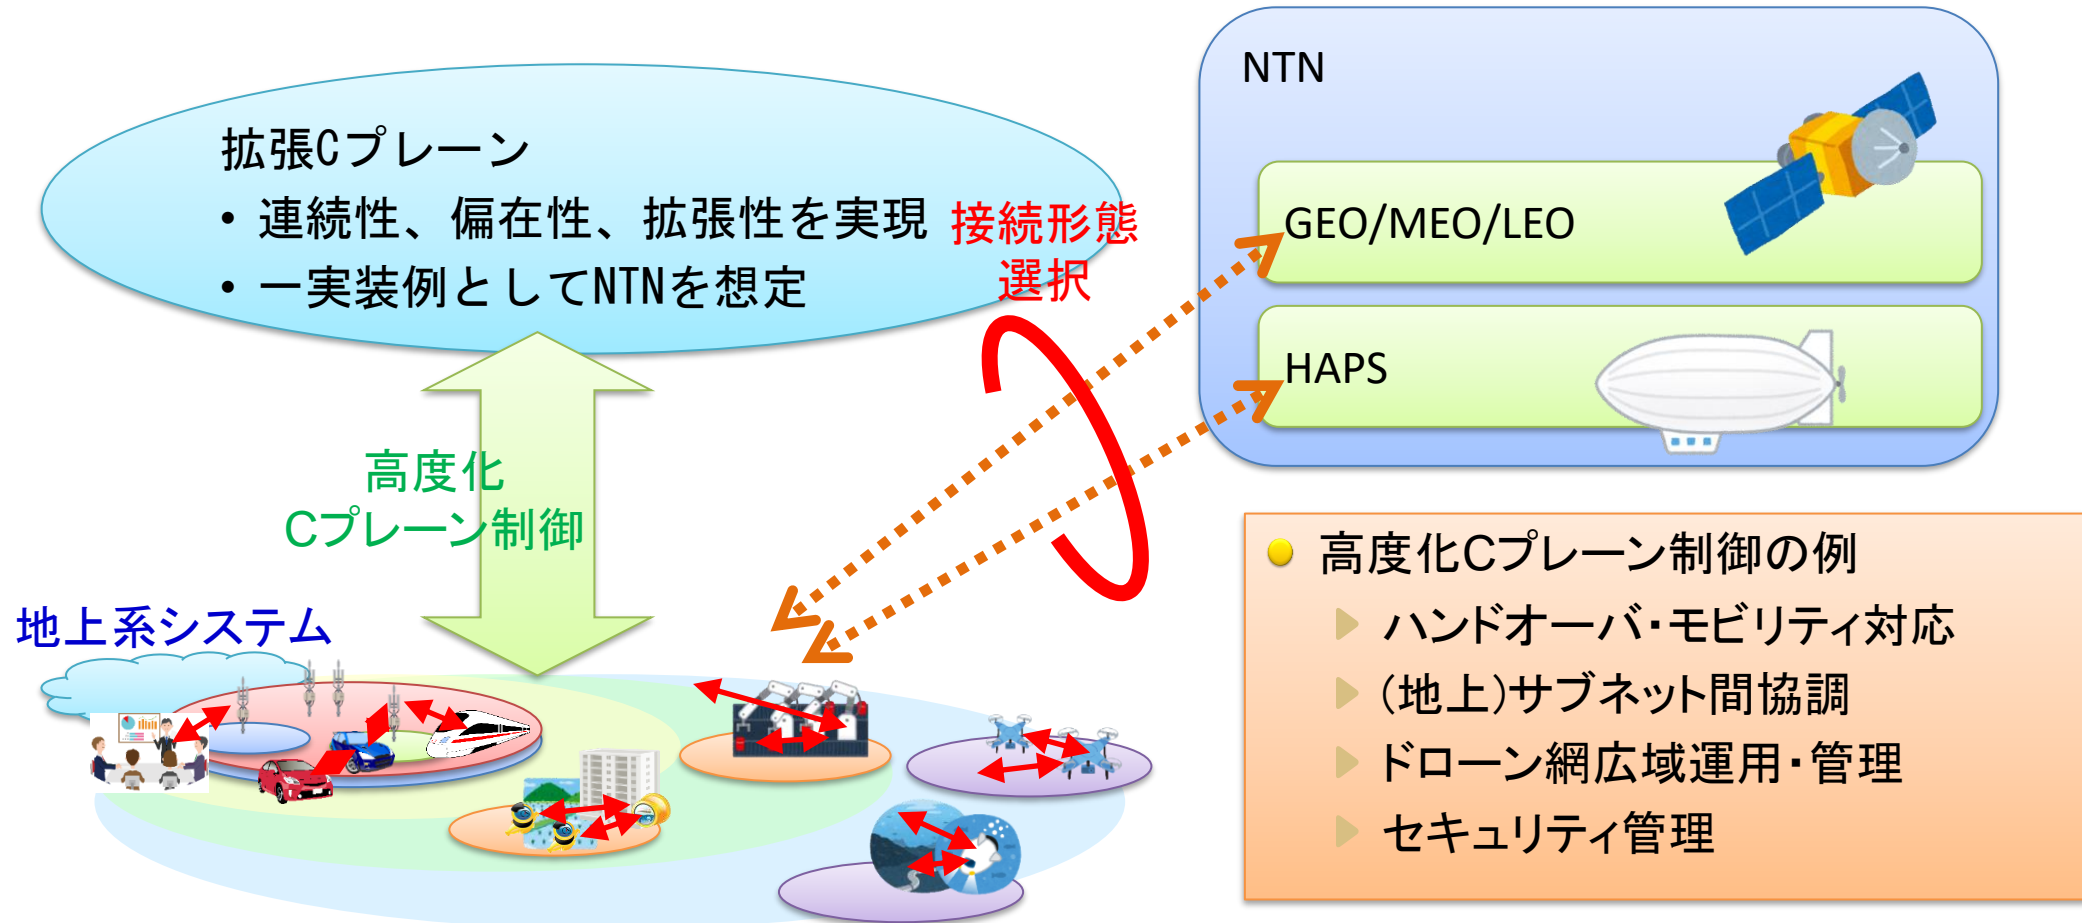 拡張Cプレーン
• 連続性、偏在性、拡張性を実現
• 一実装例としてNTNを想定
接続形態
選択
NTN
GEO/MEO/LEO
HAPS
高度化
Cプレーン制御
地上系システム
高度化Cプレーン制御の例
ハンドオーバ・モビリティ対応
(地上)サブネット間協調
ドローン網広域運用・管理
セキュリティ管理